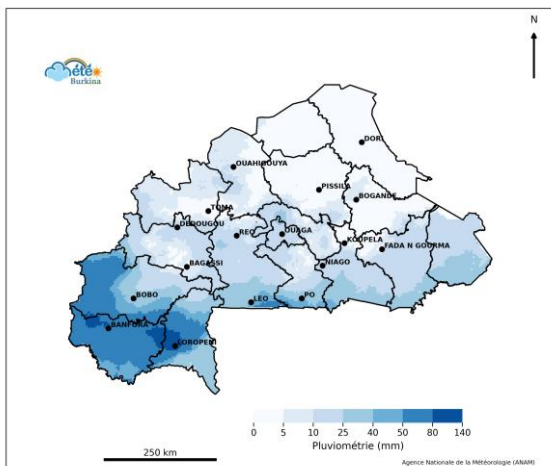 N
Météo
Burkina
DORI
OUAHIGOUYA
PISSILA
BOGANDE
TOMA
DEDOUGOU
REO
OUAGA
KOUPELA
FADA N GOURMA
BAGASSI
NIAGO
BOBO
LEO
PO
BANFORA
LOROPENI
0 5 10 25 40 50 80 140
Pluviométrie (mm)
250 km
Agence Nationale de la Météorologie (ANAM)